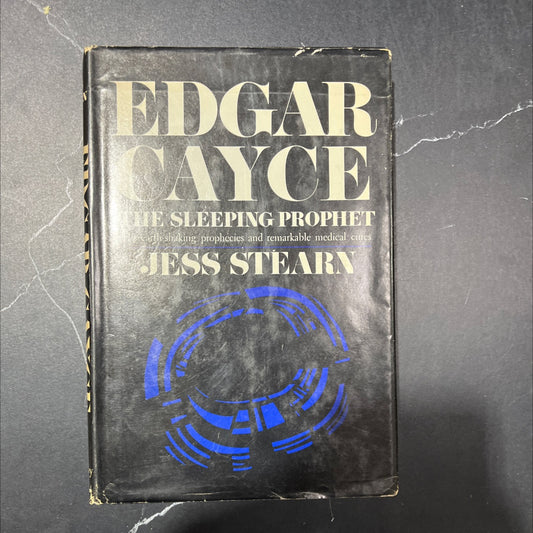 EDGAR
CAYCE
THE SLEEPING PROPHET
earth-shaking prophecies and remarkable medical cures
JESS STEARN